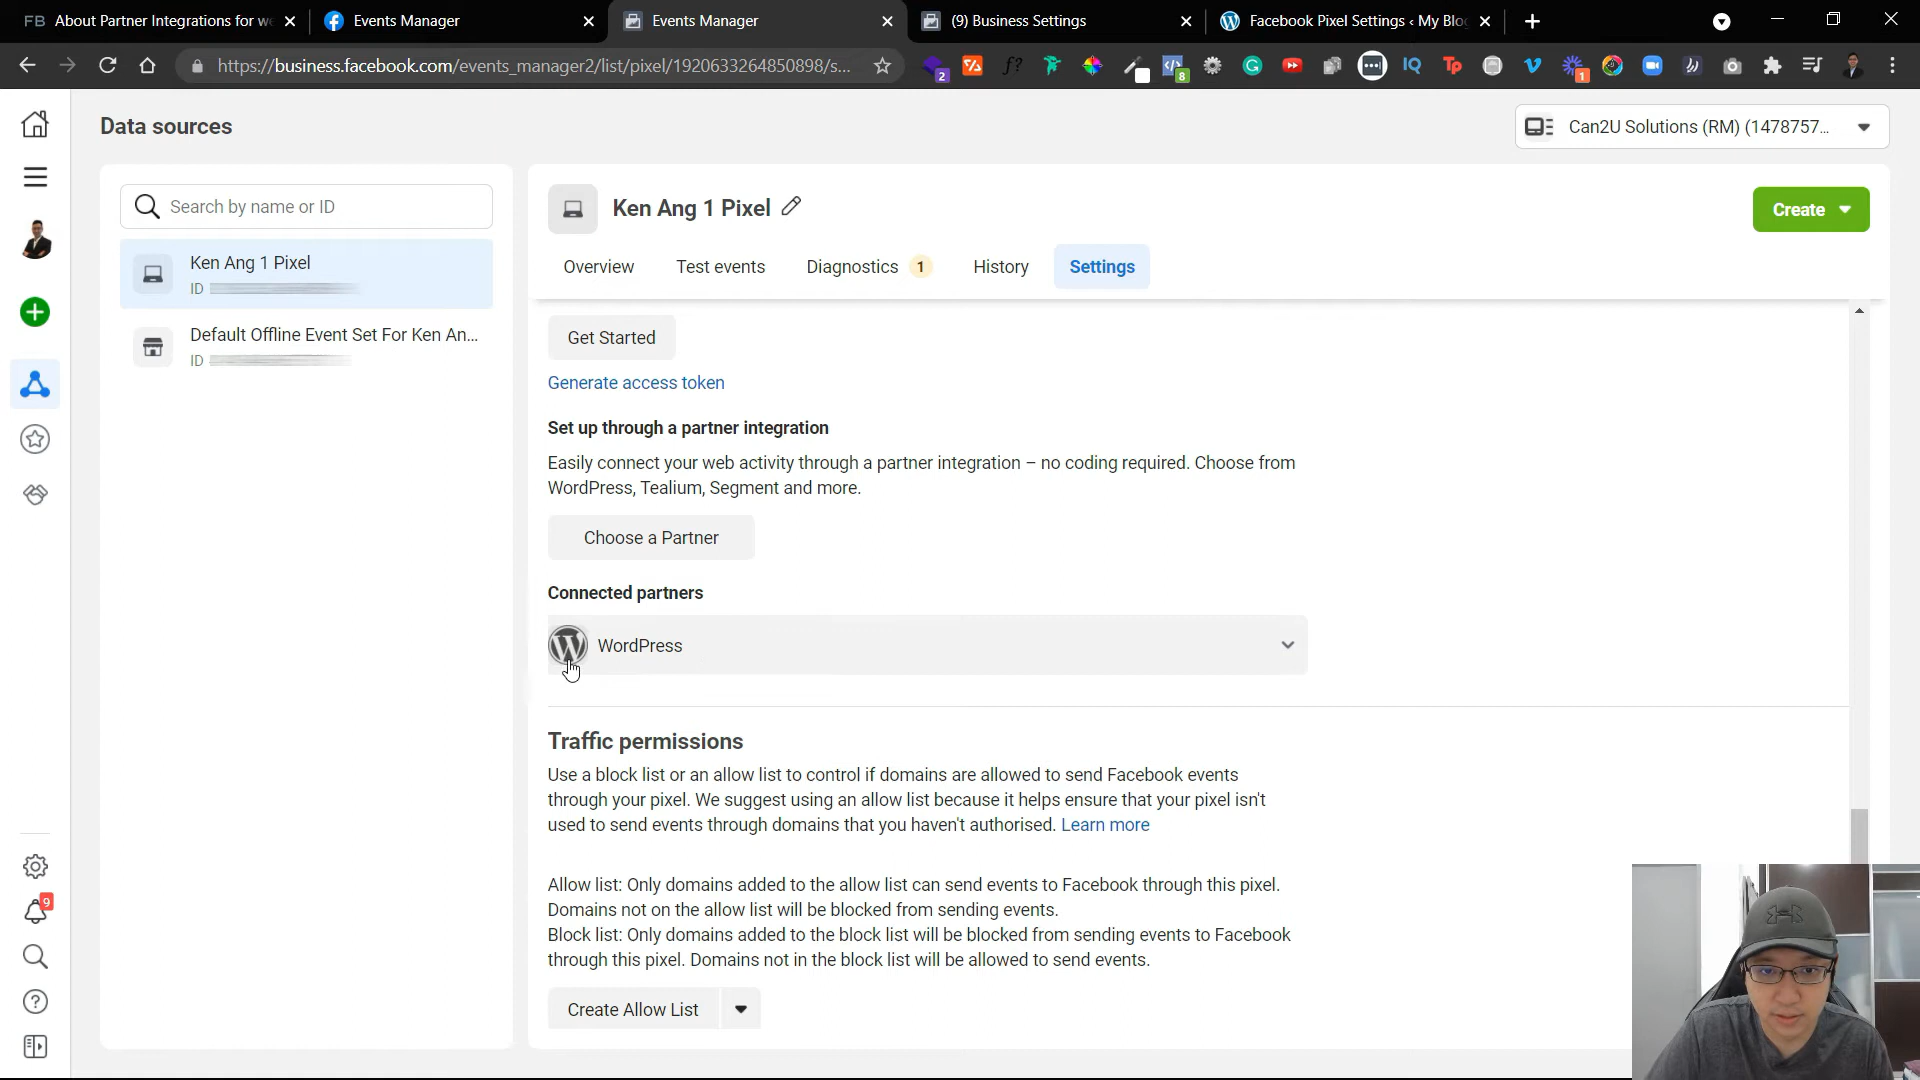 FB About Partner Integrations for we
Events Manager
Events Manager
(9) Business Settings
Facebook Pixel Settings ‹ My Blo
https://business.facebook.com/events_manager2/list/pixel/1920633264850898/s...
2
f?
8
IQ
Tp
1
Data sources
Can2U Solutions (RM) (1478757...
Search by name or ID
Ken Ang 1 Pixel
ID
Default Offline Event Set For Ken An...
ID
Ken Ang 1 Pixel
Create
Overview
Test events
Diagnostics 1
History
Settings
Get Started
Generate access token
Set up through a partner integration
Easily connect your web activity through a partner integration – no coding required. Choose from
WordPress, Tealium, Segment and more.
Choose a Partner
Connected partners
WordPress
Traffic permissions
Use a block list or an allow list to control if domains are allowed to send Facebook events
through your pixel. We suggest using an allow list because it helps ensure that your pixel isn't
used to send events through domains that you haven't authorised. Learn more
Allow list: Only domains added to the allow list can send events to Facebook through this pixel.
Domains not on the allow list will be blocked from sending events.
Block list: Only domains added to the block list will be blocked from sending events to Facebook
through this pixel. Domains not in the block list will be allowed to send events.
Create Allow List
9